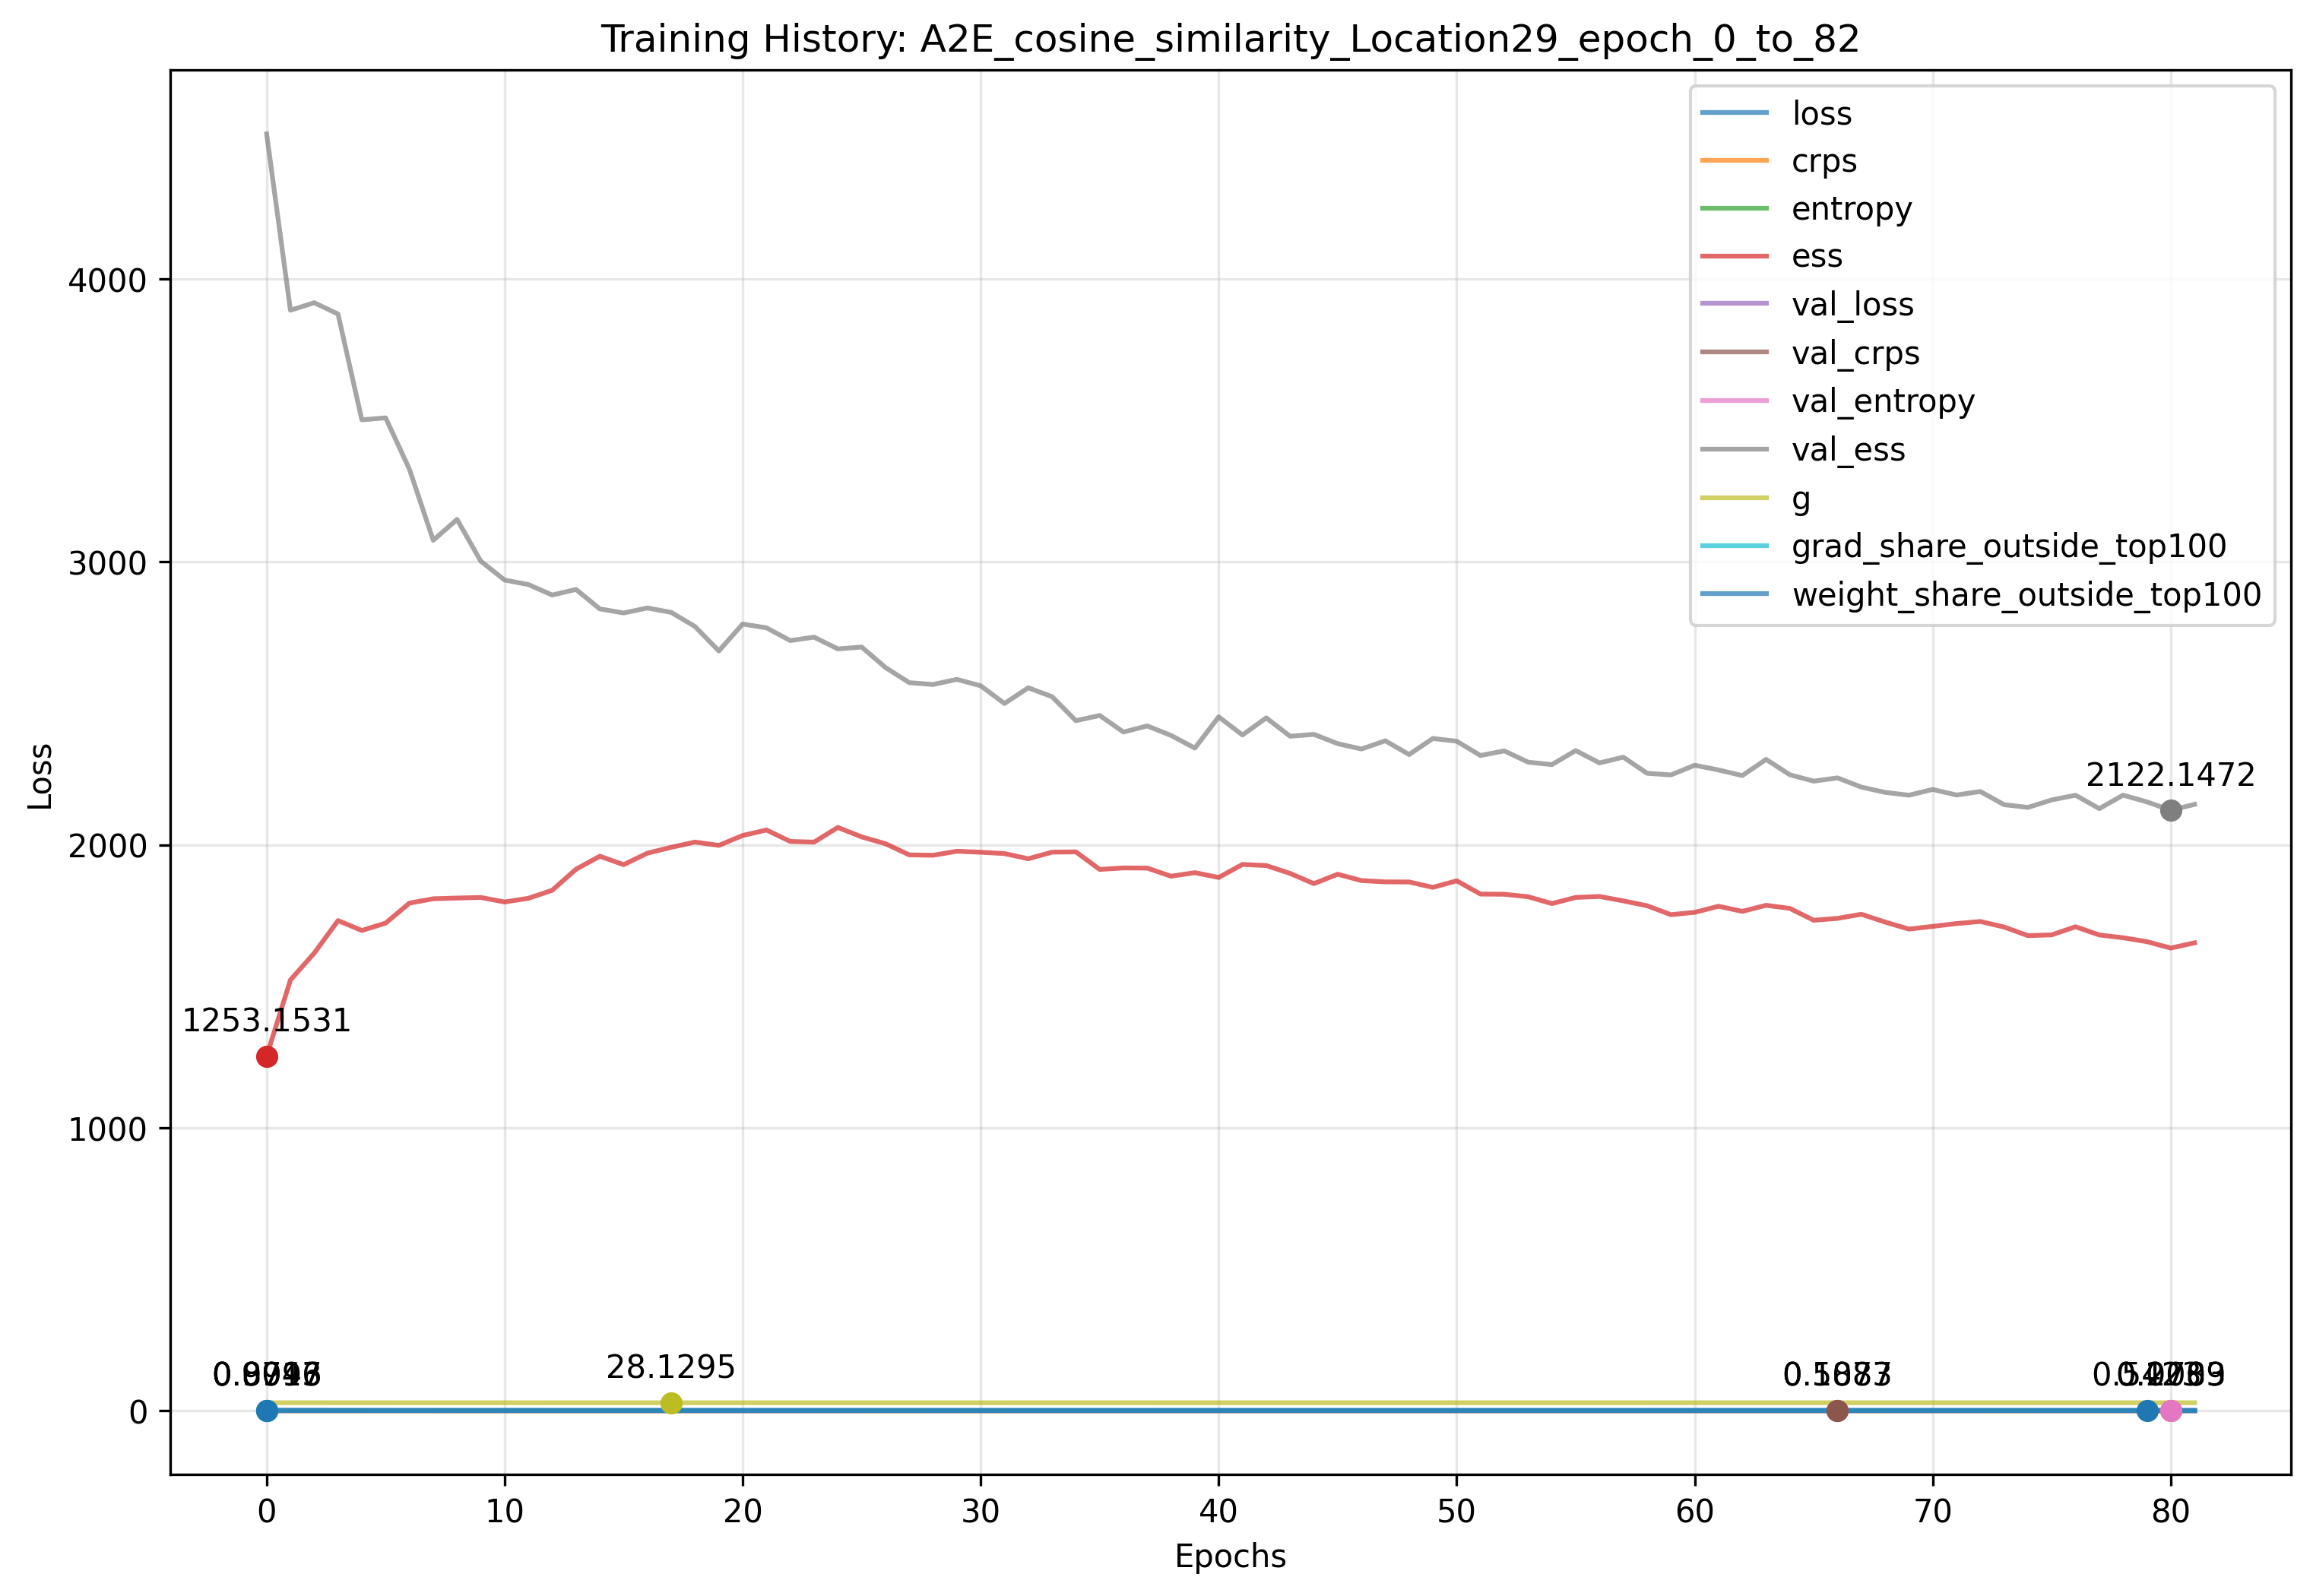 Training History: A2E_cosine_similarity_Location29_epoch_0_to_82
loss
crps
entropy
ess
val_loss
val_crps
val_entropy
val_ess
g
grad_share_outside_top100
weight_share_outside_top100
4000
3000
2000
1000
0
Loss
2122.1472
1253.1531
28.1295
0
10
20
30
40
50
60
70
80
Epochs